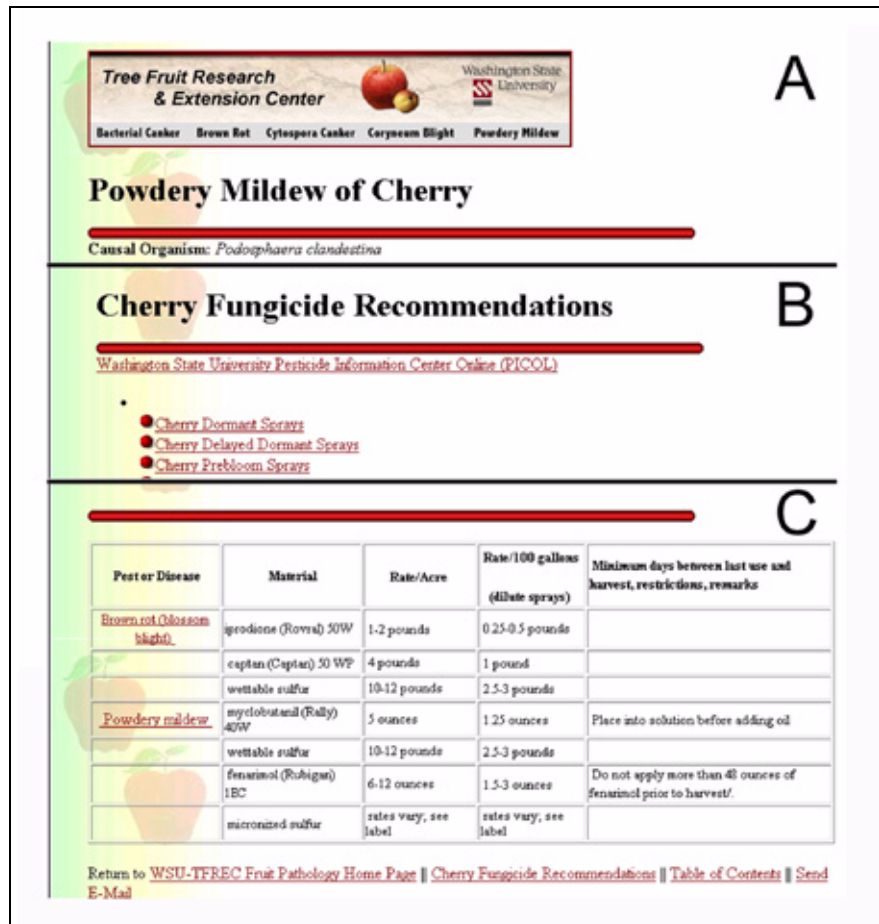 Tree Fruit Research
& Extension Center
Washington State
University
A
Bacterial Canker Brown Rot Cytospora Canker Coryneum Blight Powdery Mildew
Powdery Mildew of Cherry
Causal Organism: Podosphaera clandestina
Cherry Fungicide Recommendations
B
Washington State University Pesticide Information Center Online (PICOL)
Cherry Dormant Sprays
Cherry Delayed Dormant Sprays
Cherry Prebloom Sprays
C
Pest or Disease Material Rate/Acre Rate/100 gallons (dilute sprays) Minimum days between last use and harvest, restrictions, remarks
Brown rot (blossom blight) iprodione (Rovral) 50W 1-2 pounds 0.25-0.5 pounds
captan (Captan) 50 WP 4 pounds 1 pound
wettable sulfur 10-12 pounds 2.5-3 pounds
Powdery mildew myclobutanil (Rally) 40W 5 ounces 1.25 ounces Place into solution before adding oil
wettable sulfur 10-12 pounds 2.5-3 pounds
fenarimol (Rubigan) 1EC 6-12 ounces 1.5-3 ounces Do not apply more than 48 ounces of fenarimol prior to harvest/.
micronized sulfur rates vary; see label rates vary; see label
Return to WSU-TFREC Fruit Pathology Home Page || Cherry Fungicide Recommendations || Table of Contents || Send
E-Mail